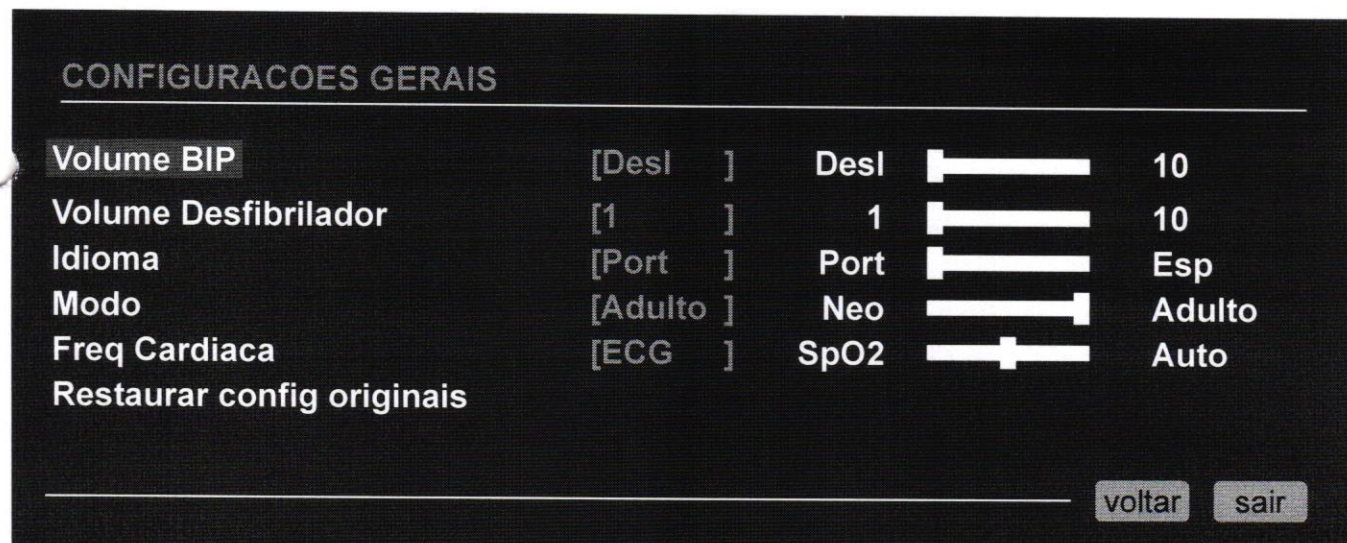 CONFIGURACOES GERAIS
Volume BIP [Desl ] Desl 10
Volume Desfibrilador [1 ] 1 10
Idioma [Port ] Port Esp
Modo [Adulto ] Neo Adulto
Freq Cardiaca [ECG ] SpO2 Auto
Restaurar config originais
voltar sair